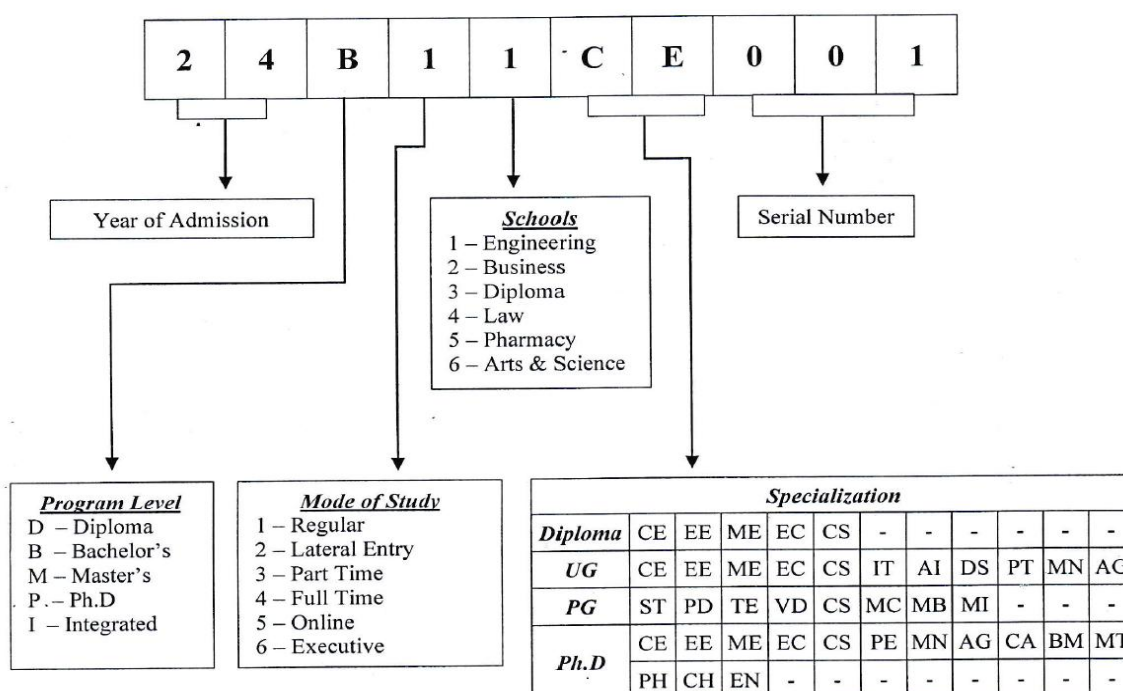 2 4 B 1 1 C E 0 0 1
Year of Admission
Schools
1 – Engineering
2 – Business
3 – Diploma
4 – Law
5 – Pharmacy
6 – Arts & Science
Serial Number
Program Level
D – Diploma
B – Bachelor's
M – Master's
P – Ph.D
I – Integrated
Mode of Study
1 – Regular
2 – Lateral Entry
3 – Part Time
4 – Full Time
5 – Online
6 – Executive
Specialization
Diploma CE EE ME EC CS - - - - - -
UG CE EE ME EC CS IT AI DS PT MN AG
PG ST PD TE VD CS MC MB MI - - -
Ph.D CE EE ME EC CS PE MN AG CA BM MT
PH CH EN - - - - - - - -